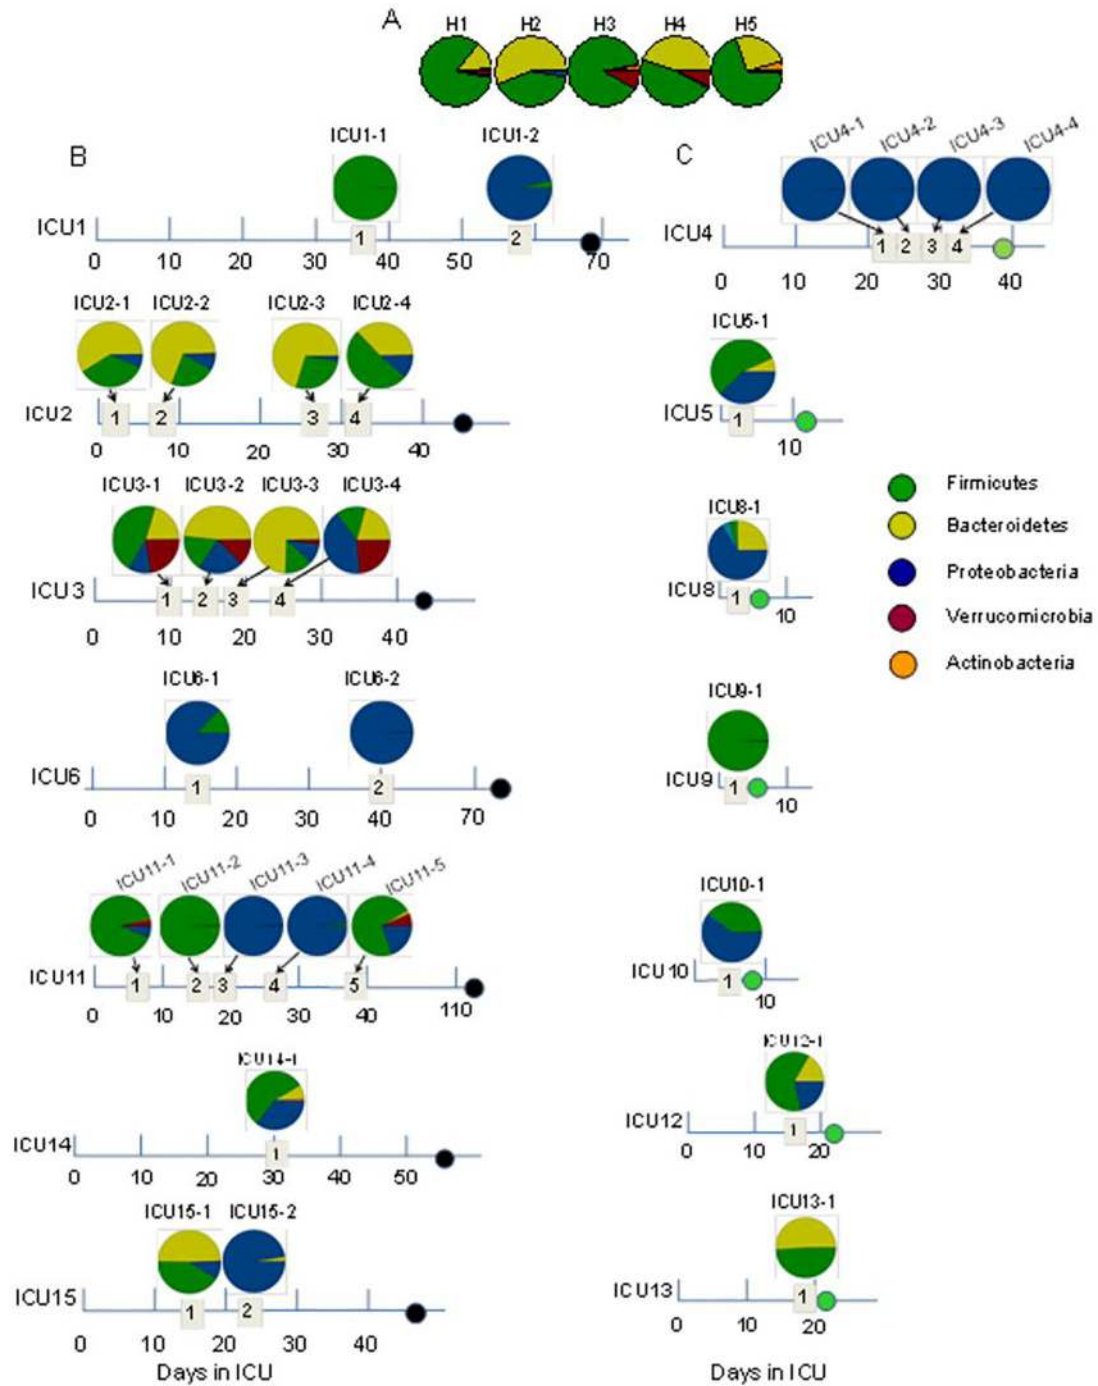 A
H1 H2 H3 H4 H5
B
ICU1-1 ICU1-2
ICU1
1 2
0 10 20 30 40 50 70
ICU2-1 ICU2-2 ICU2-3 ICU2-4
ICU2
1 2 3 4
0 10 20 30 40
ICU3-1 ICU3-2 ICU3-3 ICU3-4
ICU3
1 2 3 4
0 10 20 30 40
ICU6-1 ICU6-2
ICU6
1 2
0 10 20 30 40 70
ICU11-1 ICU11-2 ICU11-3 ICU11-4 ICU11-5
ICU11
1 2 3 4 5
0 10 20 30 40 110
ICU14-1
ICU14
1
0 10 20 30 40 50
ICU15-1 ICU15-2
ICU15
1 2
0 10 20 30 40
Days in ICU
C
ICU4-1 ICU4-2 ICU4-3 ICU4-4
ICU4
1 2 3 4
0 10 20 30 40
ICU5-1
ICU5
1
10
ICU8-1
ICU8
1
10
ICU9-1
ICU9
1
10
ICU10-1
ICU10
1
10
ICU12-1
ICU12
1
0 10 20
ICU13-1
ICU13
1
0 10 20
Days in ICU
Firmicutes
Bacteroidetes
Proteobacteria
Verrucomicrobia
Actinobacteria